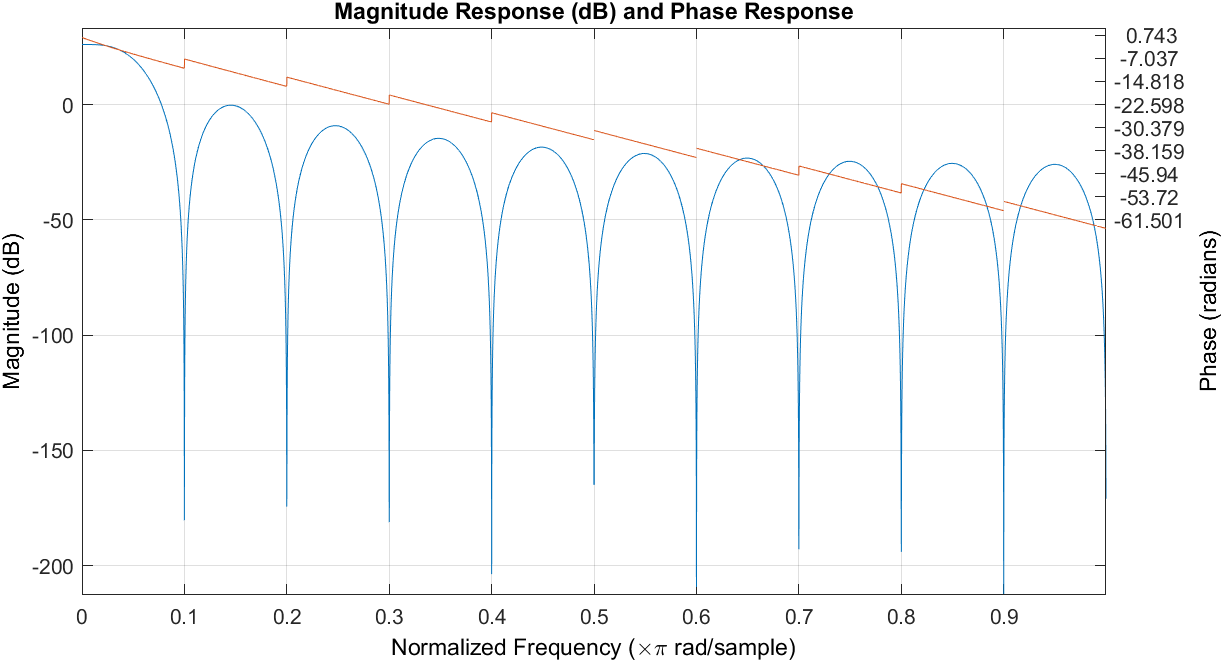 Magnitude Response (dB) and Phase Response
0
-50
-100
-150
-200
Magnitude (dB)
0.743
-7.037
-14.818
-22.598
-30.379
-38.159
-45.94
-53.72
-61.501
Phase (radians)
0 0.1 0.2 0.3 0.4 0.5 0.6 0.7 0.8 0.9
Normalized Frequency (×π rad/sample)